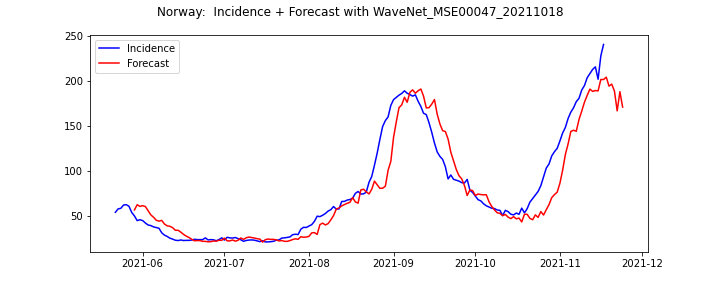 Norway:  Incidence + Forecast with WaveNet_MSE00047_20211018
250
Incidence
Forecast
200
150
100
50
2021-06 2021-07 2021-08 2021-09 2021-10 2021-11 2021-12